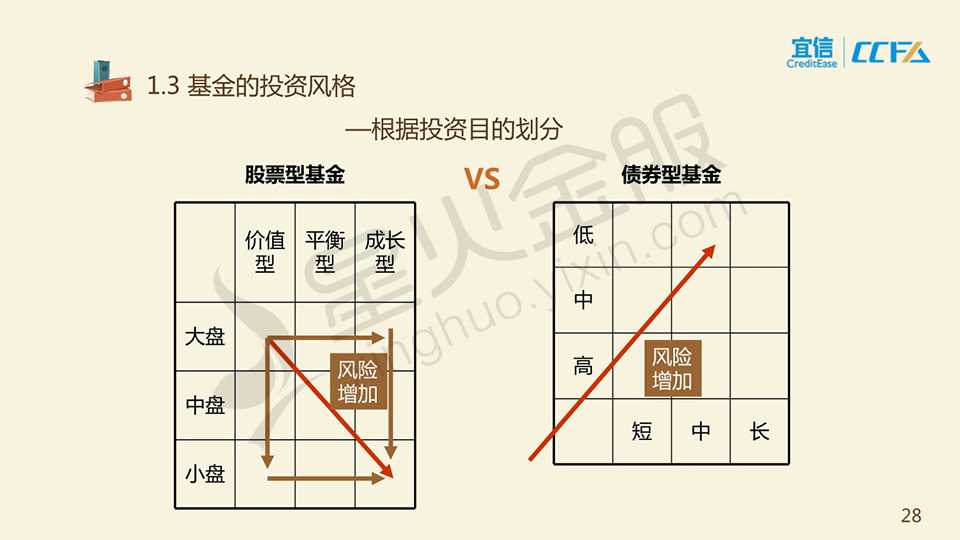 宜信
CreditEase
CCFA
1.3 基金的投资风格
—根据投资目的划分
股票型基金
VS
债券型基金
价值
型
平衡
型
成长
型
大盘
中盘
小盘
风险
增加
低
中
高
短
中
长
风险
增加
星火金服
xinghuo.yixin.com
28